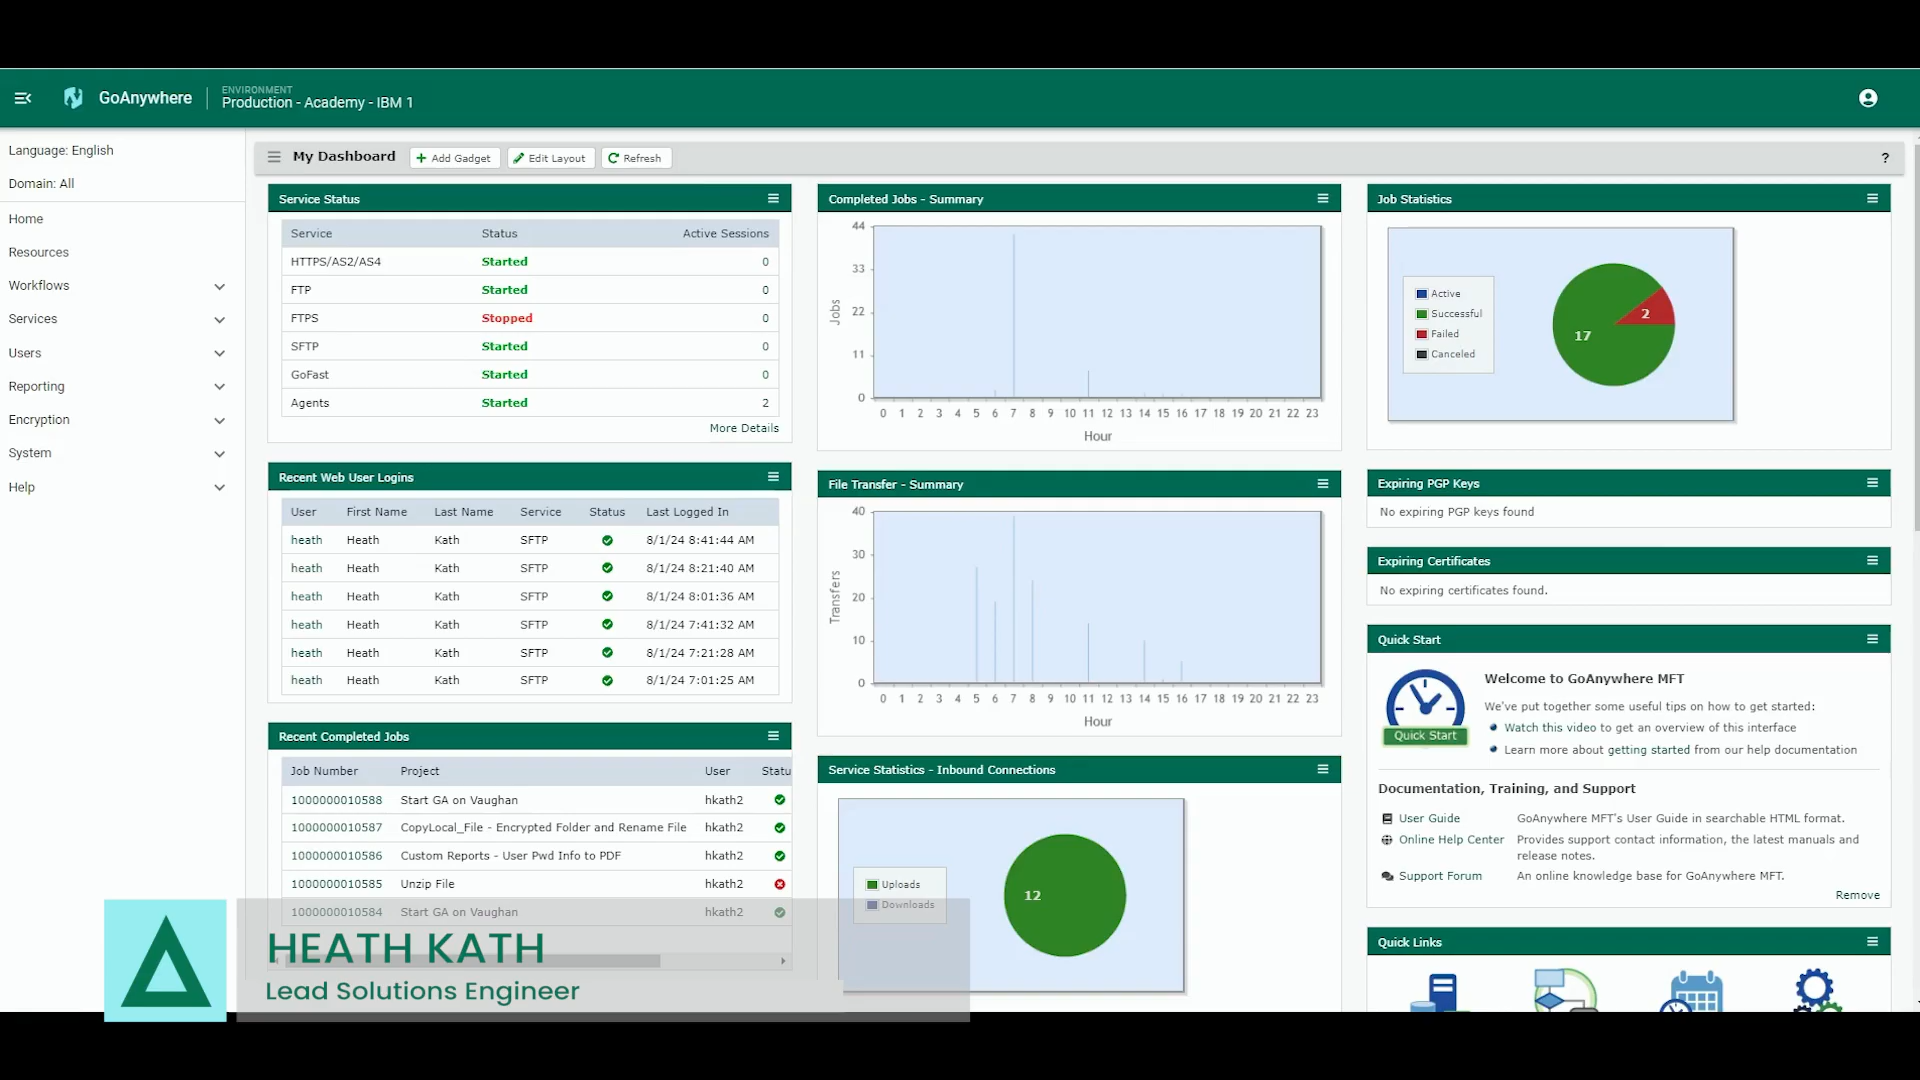 GoAnywhere
ENVIRONMENT
Production - Academy - IBM 1
Language: English
Domain: All
Home
Resources
Workflows
Services
Users
Reporting
Encryption
System
Help
My Dashboard
Add Gadget
Edit Layout
Refresh
?
Service Status
Service Status Active Sessions
HTTPS/AS2/AS4 Started 0
FTP Started 0
FTPS Stopped 0
SFTP Started 0
GoFast Started 0
Agents Started 2
More Details
Recent Web User Logins
User First Name Last Name Service Status Last Logged In
heath Heath Kath SFTP 8/1/24 8:41:44 AM
heath Heath Kath SFTP 8/1/24 8:21:40 AM
heath Heath Kath SFTP 8/1/24 8:01:36 AM
heath Heath Kath SFTP 8/1/24 7:41:32 AM
heath Heath Kath SFTP 8/1/24 7:21:28 AM
heath Heath Kath SFTP 8/1/24 7:01:25 AM
Recent Completed Jobs
Job Number Project User Statu
1000000010588 Start GA on Vaughan hkath2
1000000010587 CopyLocal_File - Encrypted Folder and Rename File hkath2
1000000010586 Custom Reports - User Pwd Info to PDF hkath2
1000000010585 Unzip File hkath2
1000000010584 Start GA on Vaughan hkath2
HEATH KATH
Lead Solutions Engineer
Completed Jobs - Summary
44
33
22
11
0
Jobs
0 1 2 3 4 5 6 7 8 9 10 11 12 13 14 15 16 17 18 19 20 21 22 23
Hour
File Transfer - Summary
40
30
20
10
0
Transfers
0 1 2 3 4 5 6 7 8 9 10 11 12 13 14 15 16 17 18 19 20 21 22 23
Hour
Service Statistics - Inbound Connections
Uploads
Downloads
12
Job Statistics
Active
Successful
Failed
Canceled
17
2
Expiring PGP Keys
No expiring PGP keys found
Expiring Certificates
No expiring certificates found.
Quick Start
Quick Start
Welcome to GoAnywhere MFT
We've put together some useful tips on how to get started:
Watch this video to get an overview of this interface
Learn more about getting started from our help documentation
Documentation, Training, and Support
User Guide GoAnywhere MFT's User Guide in searchable HTML format.
Online Help Center Provides support contact information, the latest manuals and
release notes.
Support Forum An online knowledge base for GoAnywhere MFT.
Remove
Quick Links